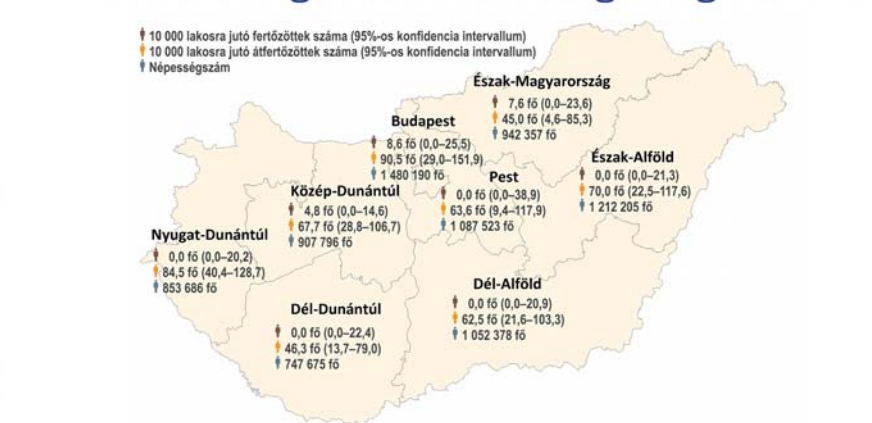 10 000 lakosra jutó fertőzöttek száma (95%-os konfidencia intervallum)
10 000 lakosra jutó átfertőzöttek száma (95%-os konfidencia intervallum)
Népességszám
Észak-Magyarország
7,6 fő (0,0–23,6)
45,0 fő (4,6–85,3)
942 357 fő
Budapest
8,6 fő (0,0–25,5)
90,5 fő (29,0–151,9)
1 480 190 fő
Észak-Alföld
0,0 fő (0,0–21,3)
70,0 fő (22,5–117,6)
1 212 205 fő
Pest
0,0 fő (0,0–38,9)
63,6 fő (9,4–117,9)
1 087 523 fő
Közép-Dunántúl
4,8 fő (0,0–14,6)
67,7 fő (28,8–106,7)
907 796 fő
Nyugat-Dunántúl
0,0 fő (0,0–20,2)
84,5 fő (40,4–128,7)
853 686 fő
Dél-Alföld
0,0 fő (0,0–20,9)
62,5 fő (21,6–103,3)
1 052 378 fő
Dél-Dunántúl
0,0 fő (0,0–22,4)
46,3 fő (13,7–79,0)
747 675 fő